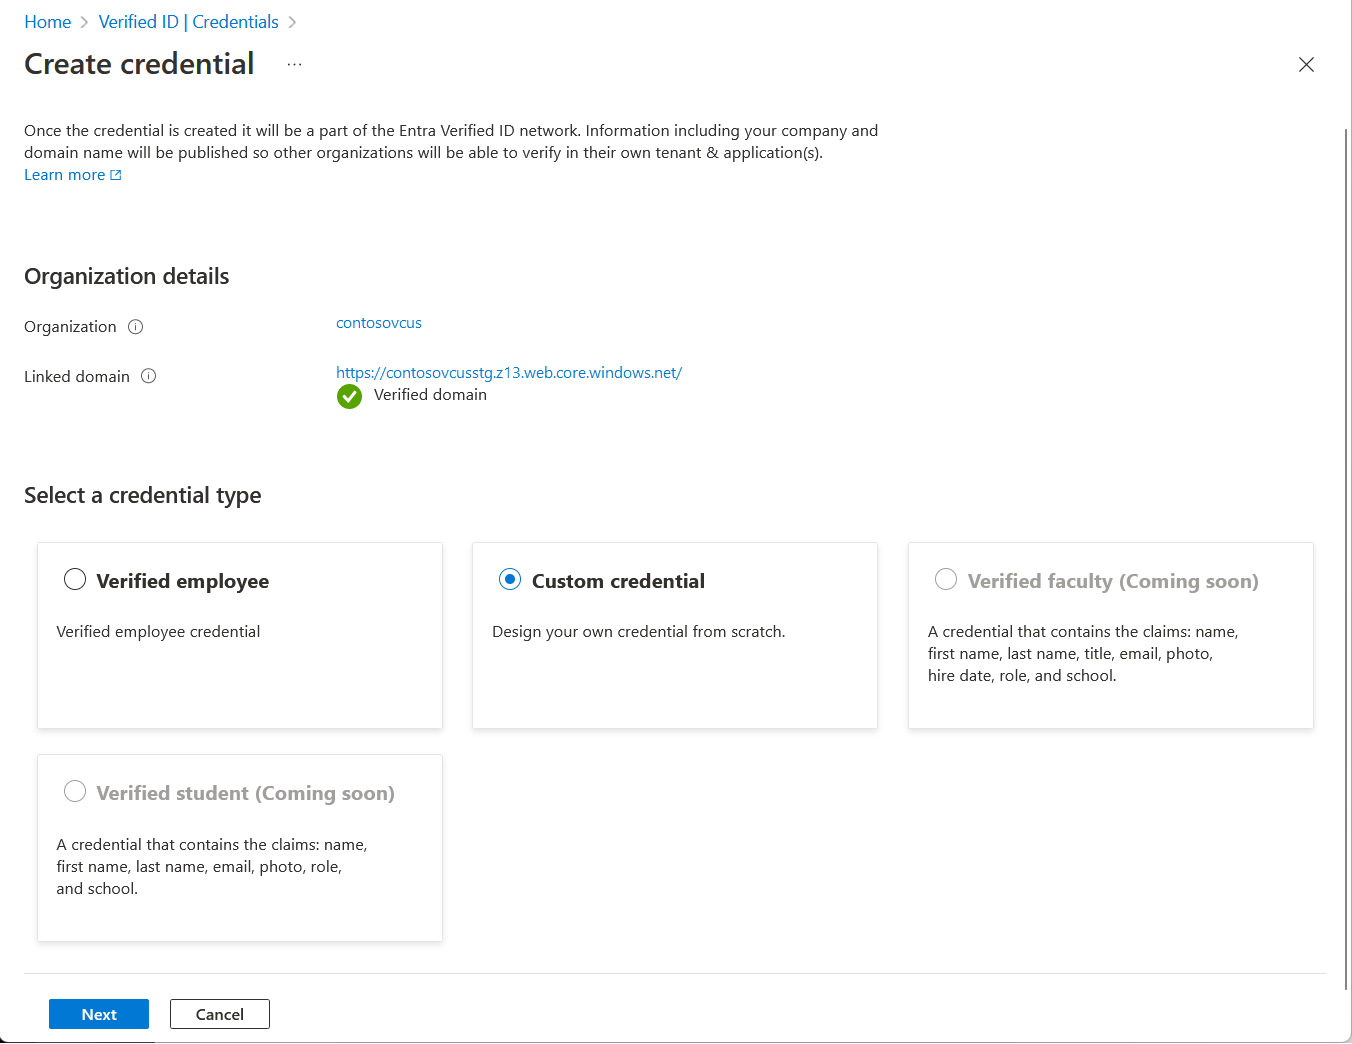 Home > Verified ID | Credentials >
Create credential ...
Once the credential is created it will be a part of the Entra Verified ID network. Information including your company and
domain name will be published so other organizations will be able to verify in their own tenant & application(s).
Learn more
Organization details
Organization
contosovcus
Linked domain
https://contosovcusstg.z13.web.core.windows.net/
Verified domain
Select a credential type
Verified employee
Verified employee credential
Custom credential
Design your own credential from scratch.
Verified faculty (Coming soon)
A credential that contains the claims: name,
first name, last name, title, email, photo,
hire date, role, and school.
Verified student (Coming soon)
A credential that contains the claims: name,
first name, last name, email, photo, role,
and school.
Next
Cancel